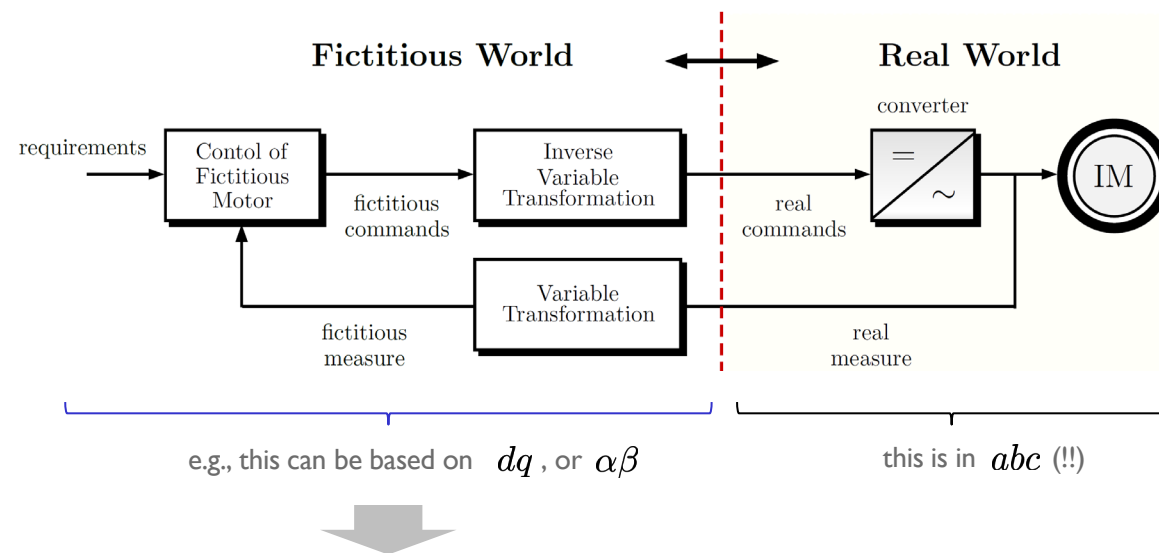 Fictitious World
Real World
converter
requirements
Contol of
Fictitious
Motor
fictitious
commands
Inverse
Variable
Transformation
real
commands
=
~
IM
Variable
Transformation
fictitious
measure
real
measure
e.g., this can be based on dq , or αβ
this is in abc (!!)